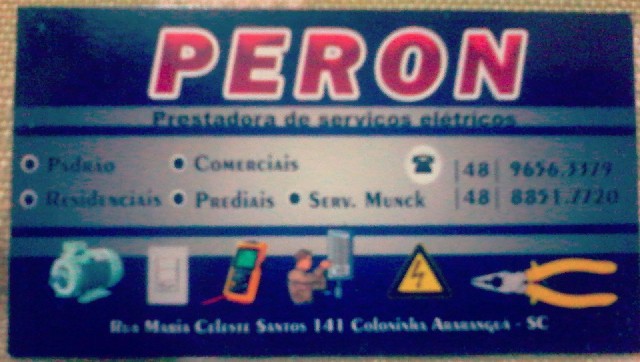 PERON
Prestadora de serviços elétricos
Padrão Comerciais |48| 9656.3379
Residenciais Prediais Serv. Munck |48| 8851.7720
Rua Maria Celeste Santos 141 Coloninha Araranguá - SC